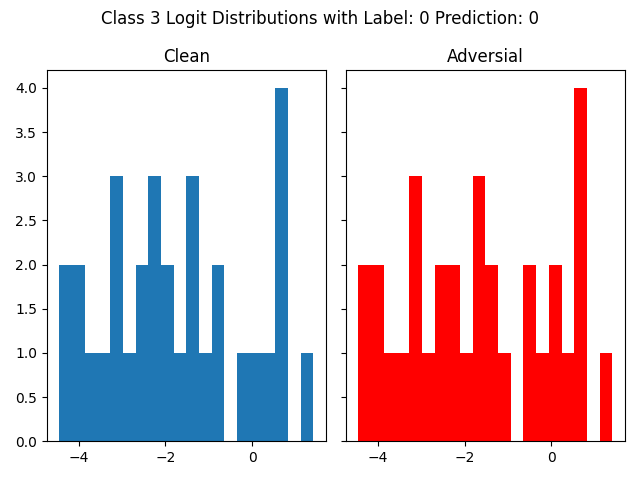 Class 3 Logit Distributions with Label: 0 Prediction: 0
Clean
Adversial
4.0
3.5
3.0
2.5
2.0
1.5
1.0
0.5
0.0
−4 −2 0
−4 −2 0